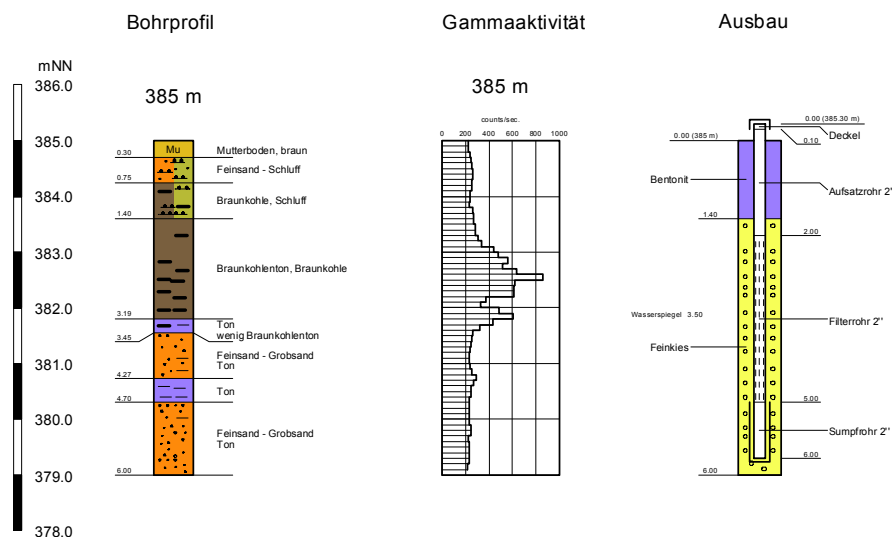 Bohrprofil
Gammaaktivität
Ausbau
mNN
386.0
385.0
384.0
383.0
382.0
381.0
380.0
379.0
378.0
385 m
Mu
0.30
0.75
1.40
3.19
3.45
4.27
4.70
6.00
Mutterboden, braun
Feinsand - Schluff
Braunkohle, Schluff
Braunkohlenton, Braunkohle
Ton
wenig Braunkohlenton
Feinsand - Grobsand
Ton
Ton
Feinsand - Grobsand
Ton
385 m
counts/sec.
0 200 400 600 800 1000
0.00 (385 m)
Bentonit
1.40
Wasserspiegel 3.50
Feinkies
6.00
0.00 (385.30 m)
Deckel
0.10
Aufsatzrohr 2"
2.00
Filterrohr 2"
5.00
Sumpfrohr 2"
6.00